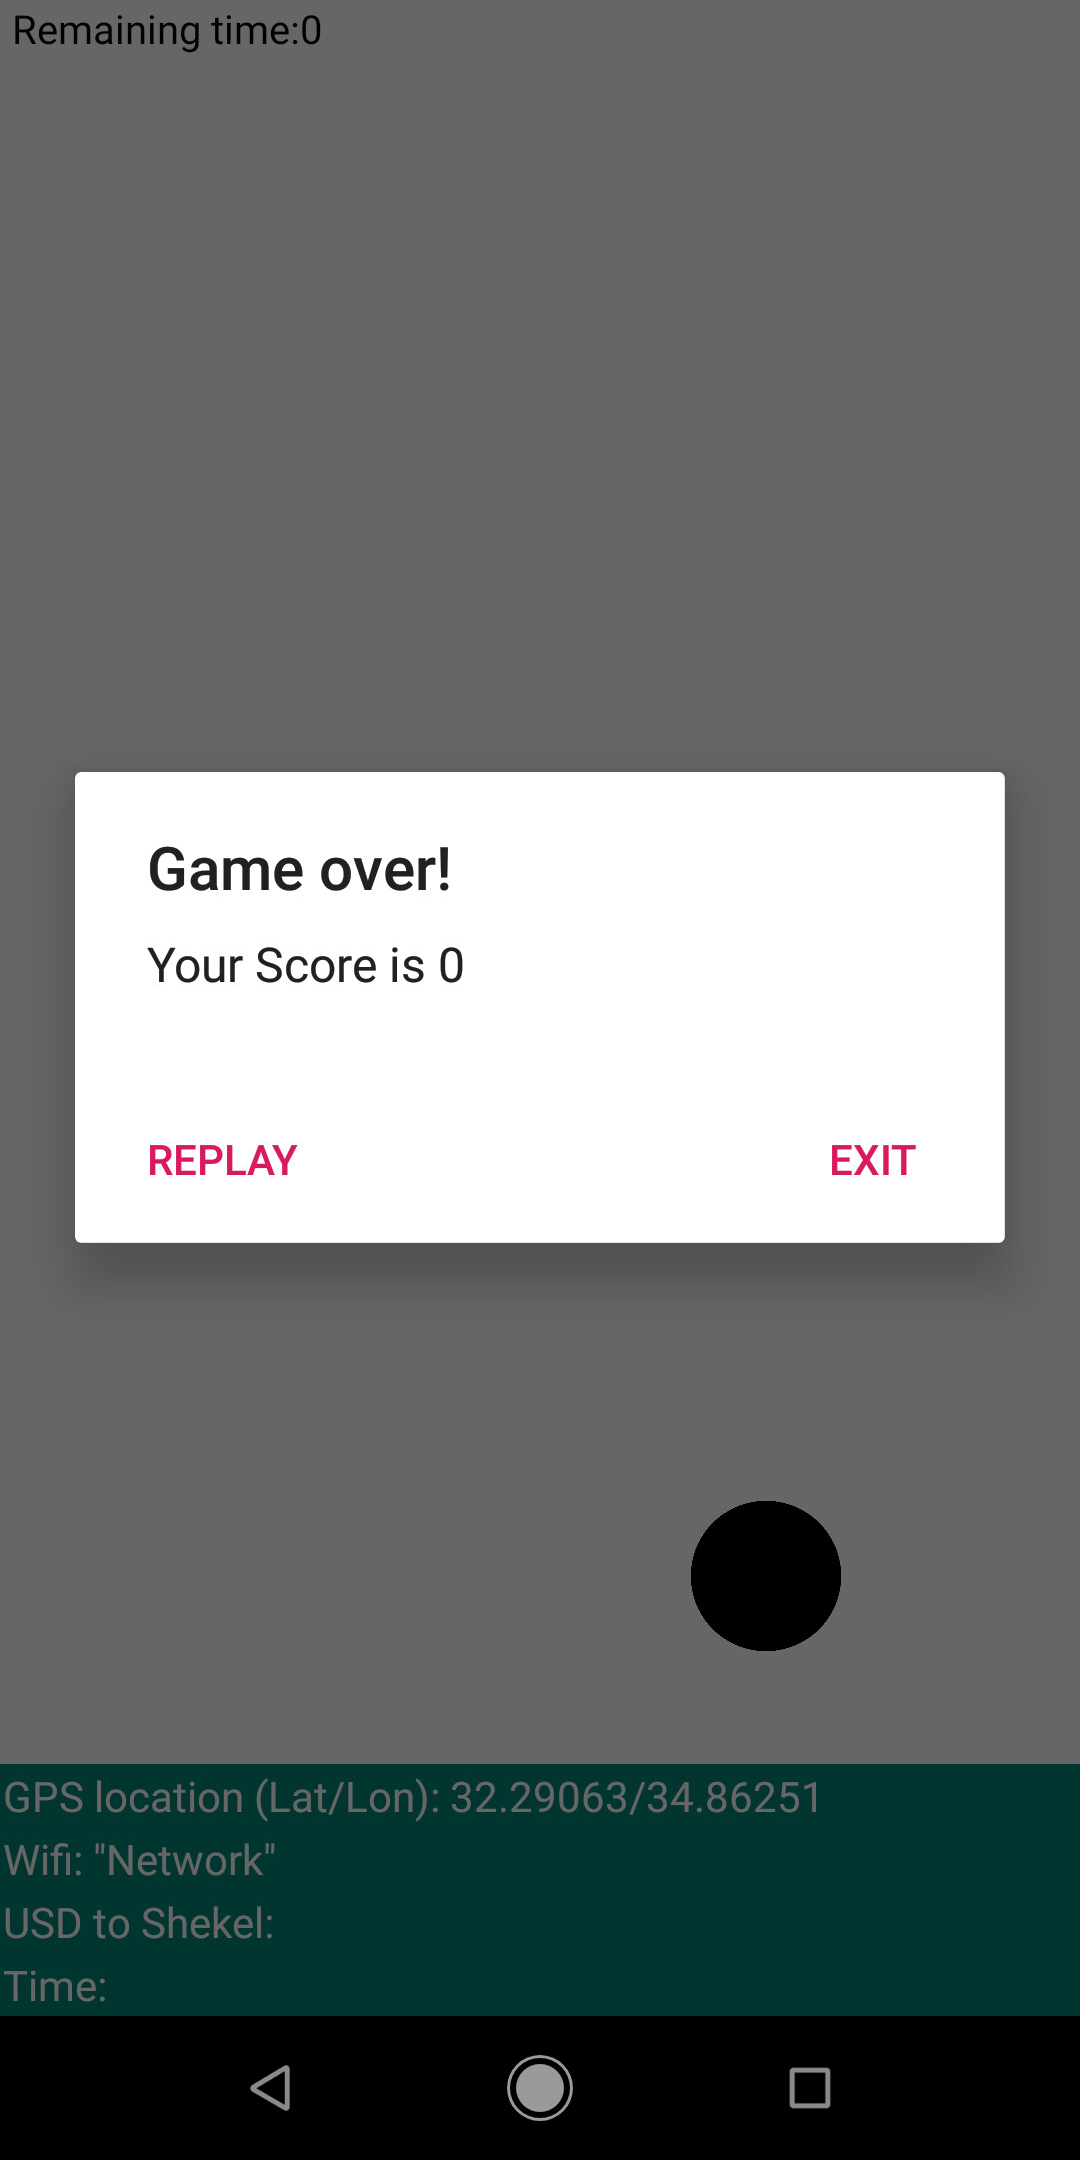 Remaining time:0
Game over!
Your Score is 0
REPLAY
EXIT
GPS location (Lat/Lon): 32.29063/34.86251
Wifi: "Network"
USD to Shekel:
Time: